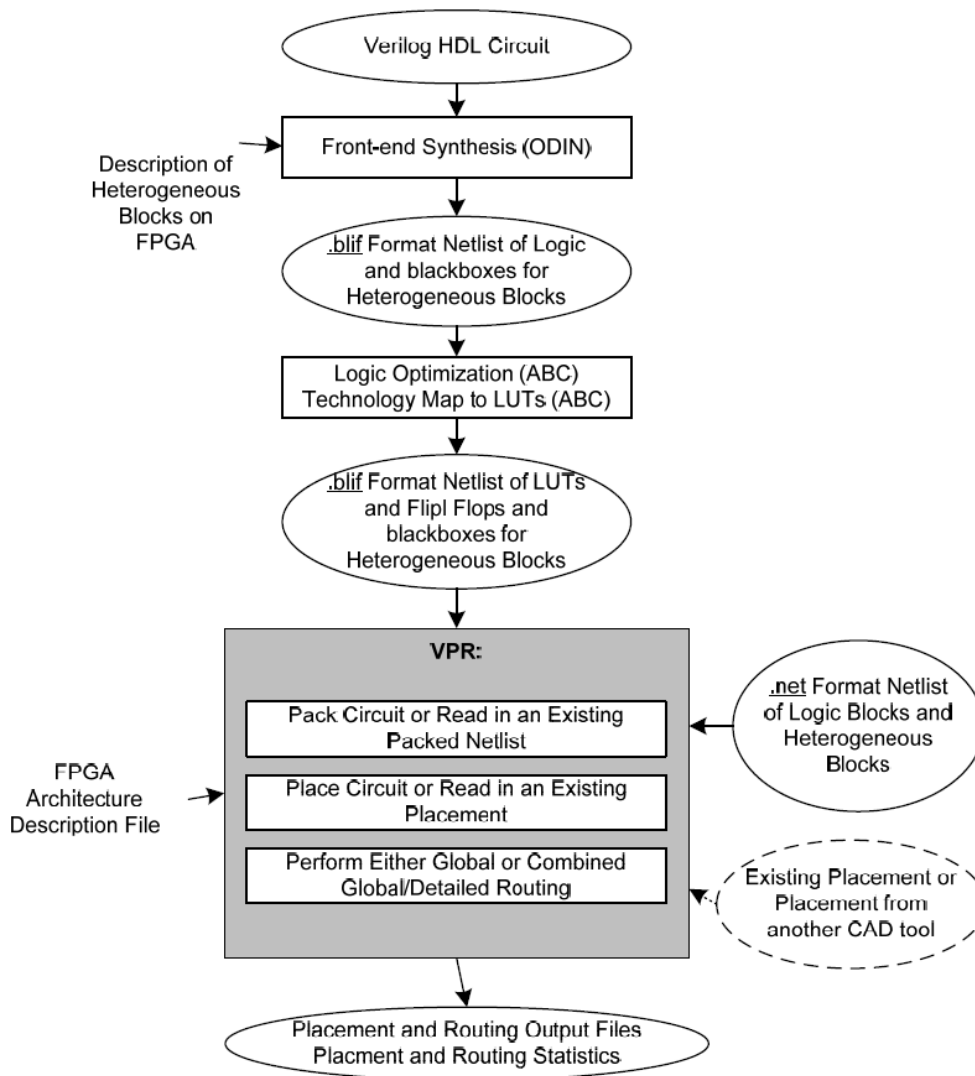 Verilog HDL Circuit
Front-end Synthesis (ODIN)
Description of
Heterogeneous
Blocks on
FPGA
.blif Format Netlist of Logic
and blackboxes for
Heterogeneous Blocks
Logic Optimization (ABC)
Technology Map to LUTs (ABC)
.blif Format Netlist of LUTs
and Flipl Flops and
blackboxes for
Heterogeneous Blocks
VPR:
Pack Circuit or Read in an Existing
Packed Netlist
.net Format Netlist
of Logic Blocks and
Heterogeneous
Blocks
FPGA
Architecture
Description File
Place Circuit or Read in an Existing
Placement
Perform Either Global or Combined
Global/Detailed Routing
Existing Placement or
Placement from
another CAD tool
Placement and Routing Output Files
Placment and Routing Statistics